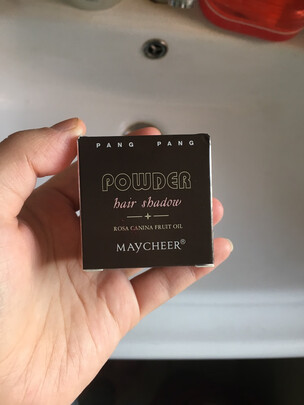 PANG PANG
POWDER
hair shadow
ROSA CANINA FRUIT OIL
MAYCHEER®